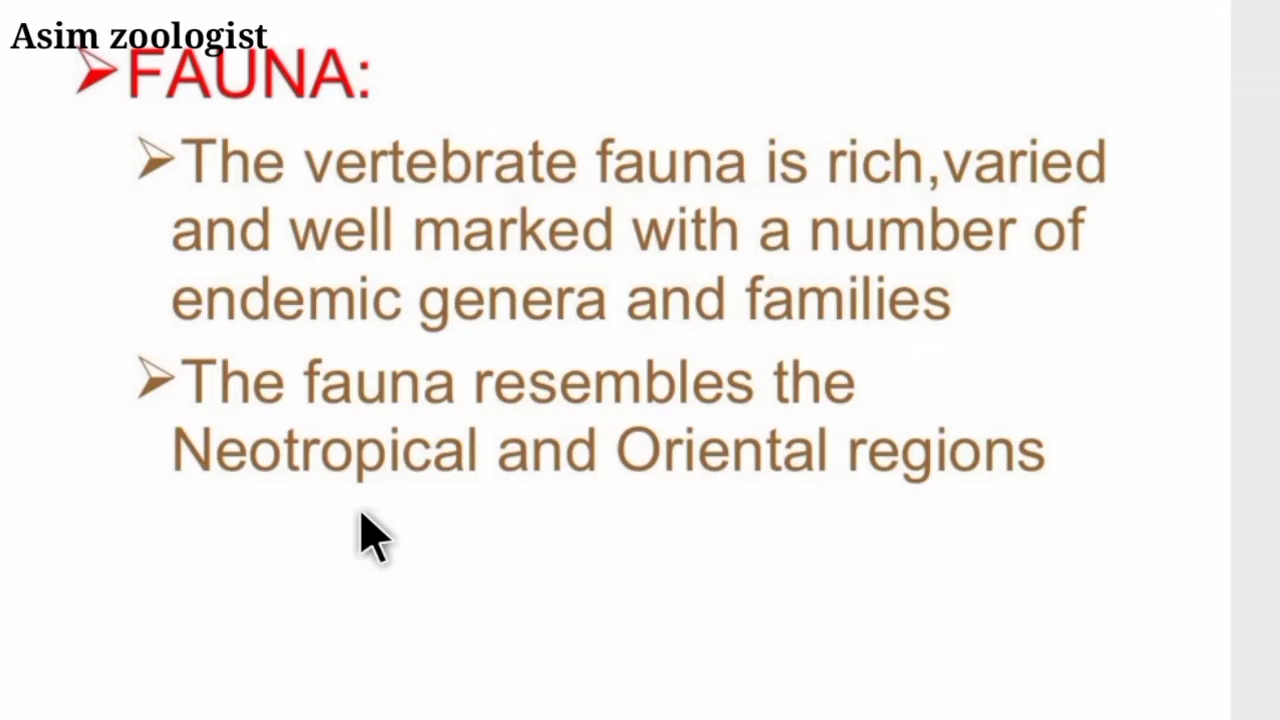 Asim zoologist
FAUNA:
The vertebrate fauna is rich,varied
and well marked with a number of
endemic genera and families
The fauna resembles the
Neotropical and Oriental regions